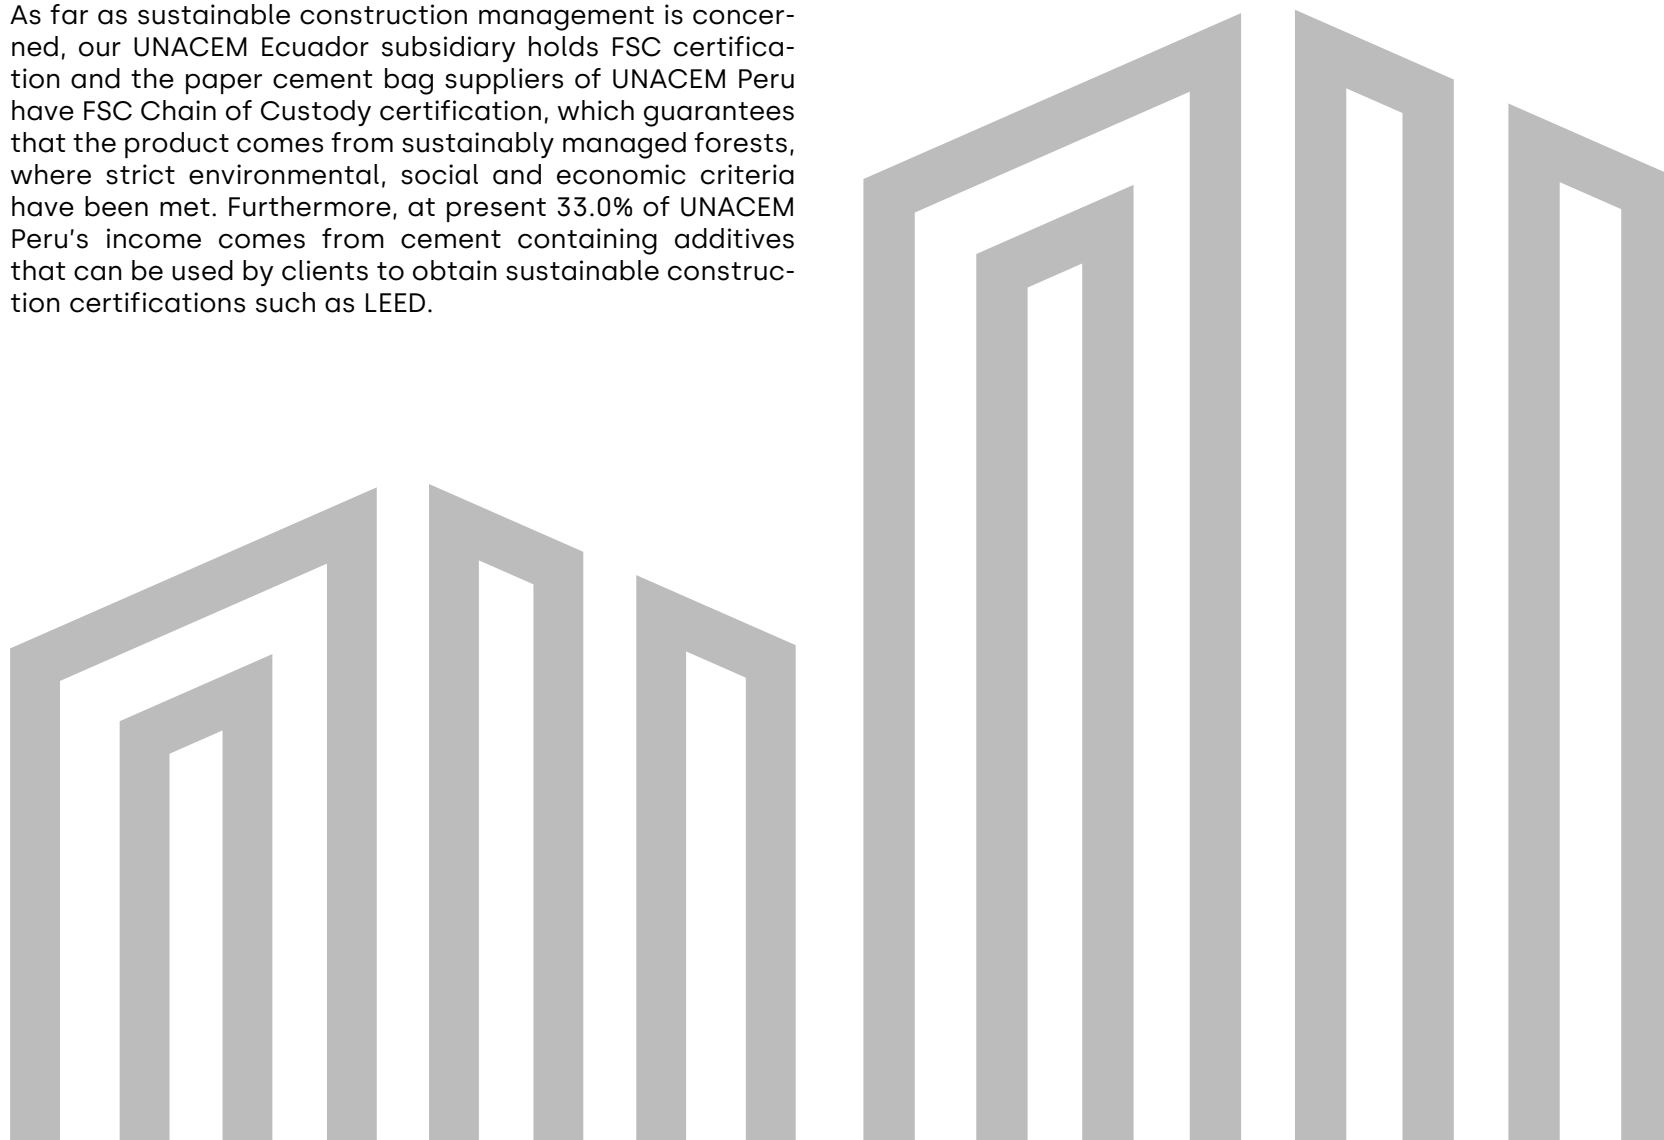 As far as sustainable construction management is concer-
ned, our UNACEM Ecuador subsidiary holds FSC certifica-
tion and the paper cement bag suppliers of UNACEM Peru
have FSC Chain of Custody certification, which guarantees
that the product comes from sustainably managed forests,
where strict environmental, social and economic criteria
have been met. Furthermore, at present 33.0% of UNACEM
Peru’s income comes from cement containing additives
that can be used by clients to obtain sustainable construc-
tion certifications such as LEED.